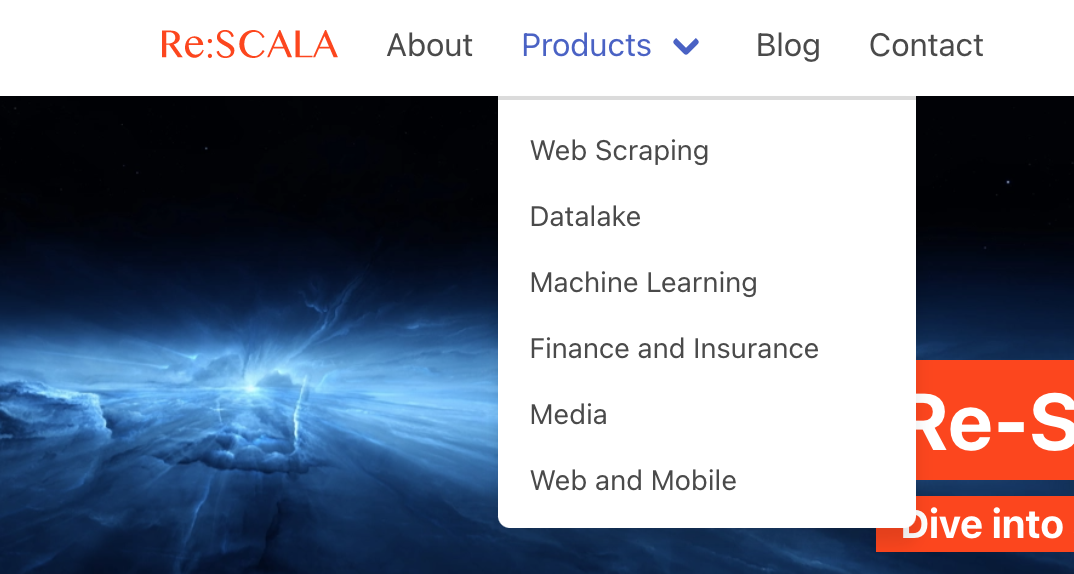 Re:SCALA About Products Blog Contact
Web Scraping
Datalake
Machine Learning
Finance and Insurance
Media
Web and Mobile
Re-S
Dive into